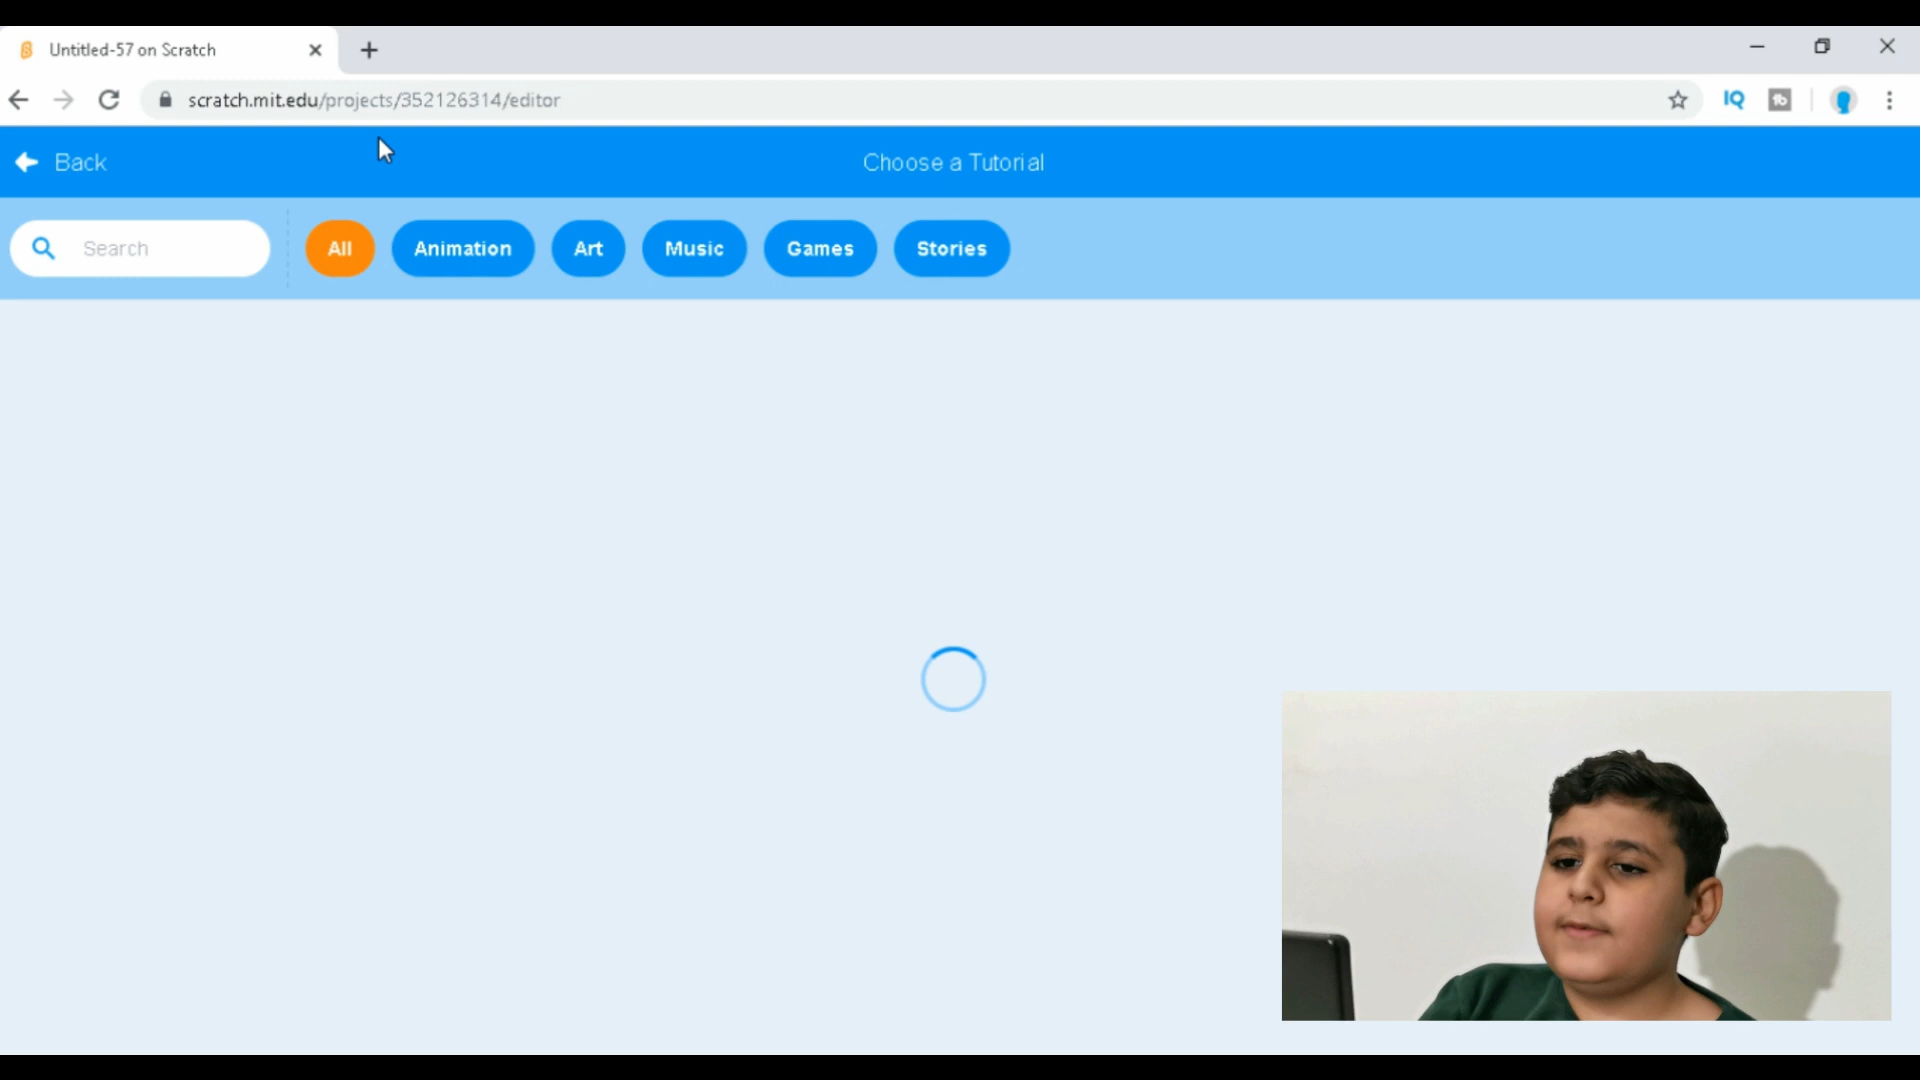 Untitled-57 on Scratch
scratch.mit.edu/projects/352126314/editor
IQ
Back
Choose a Tutorial
Search
All
Animation
Art
Music
Games
Stories